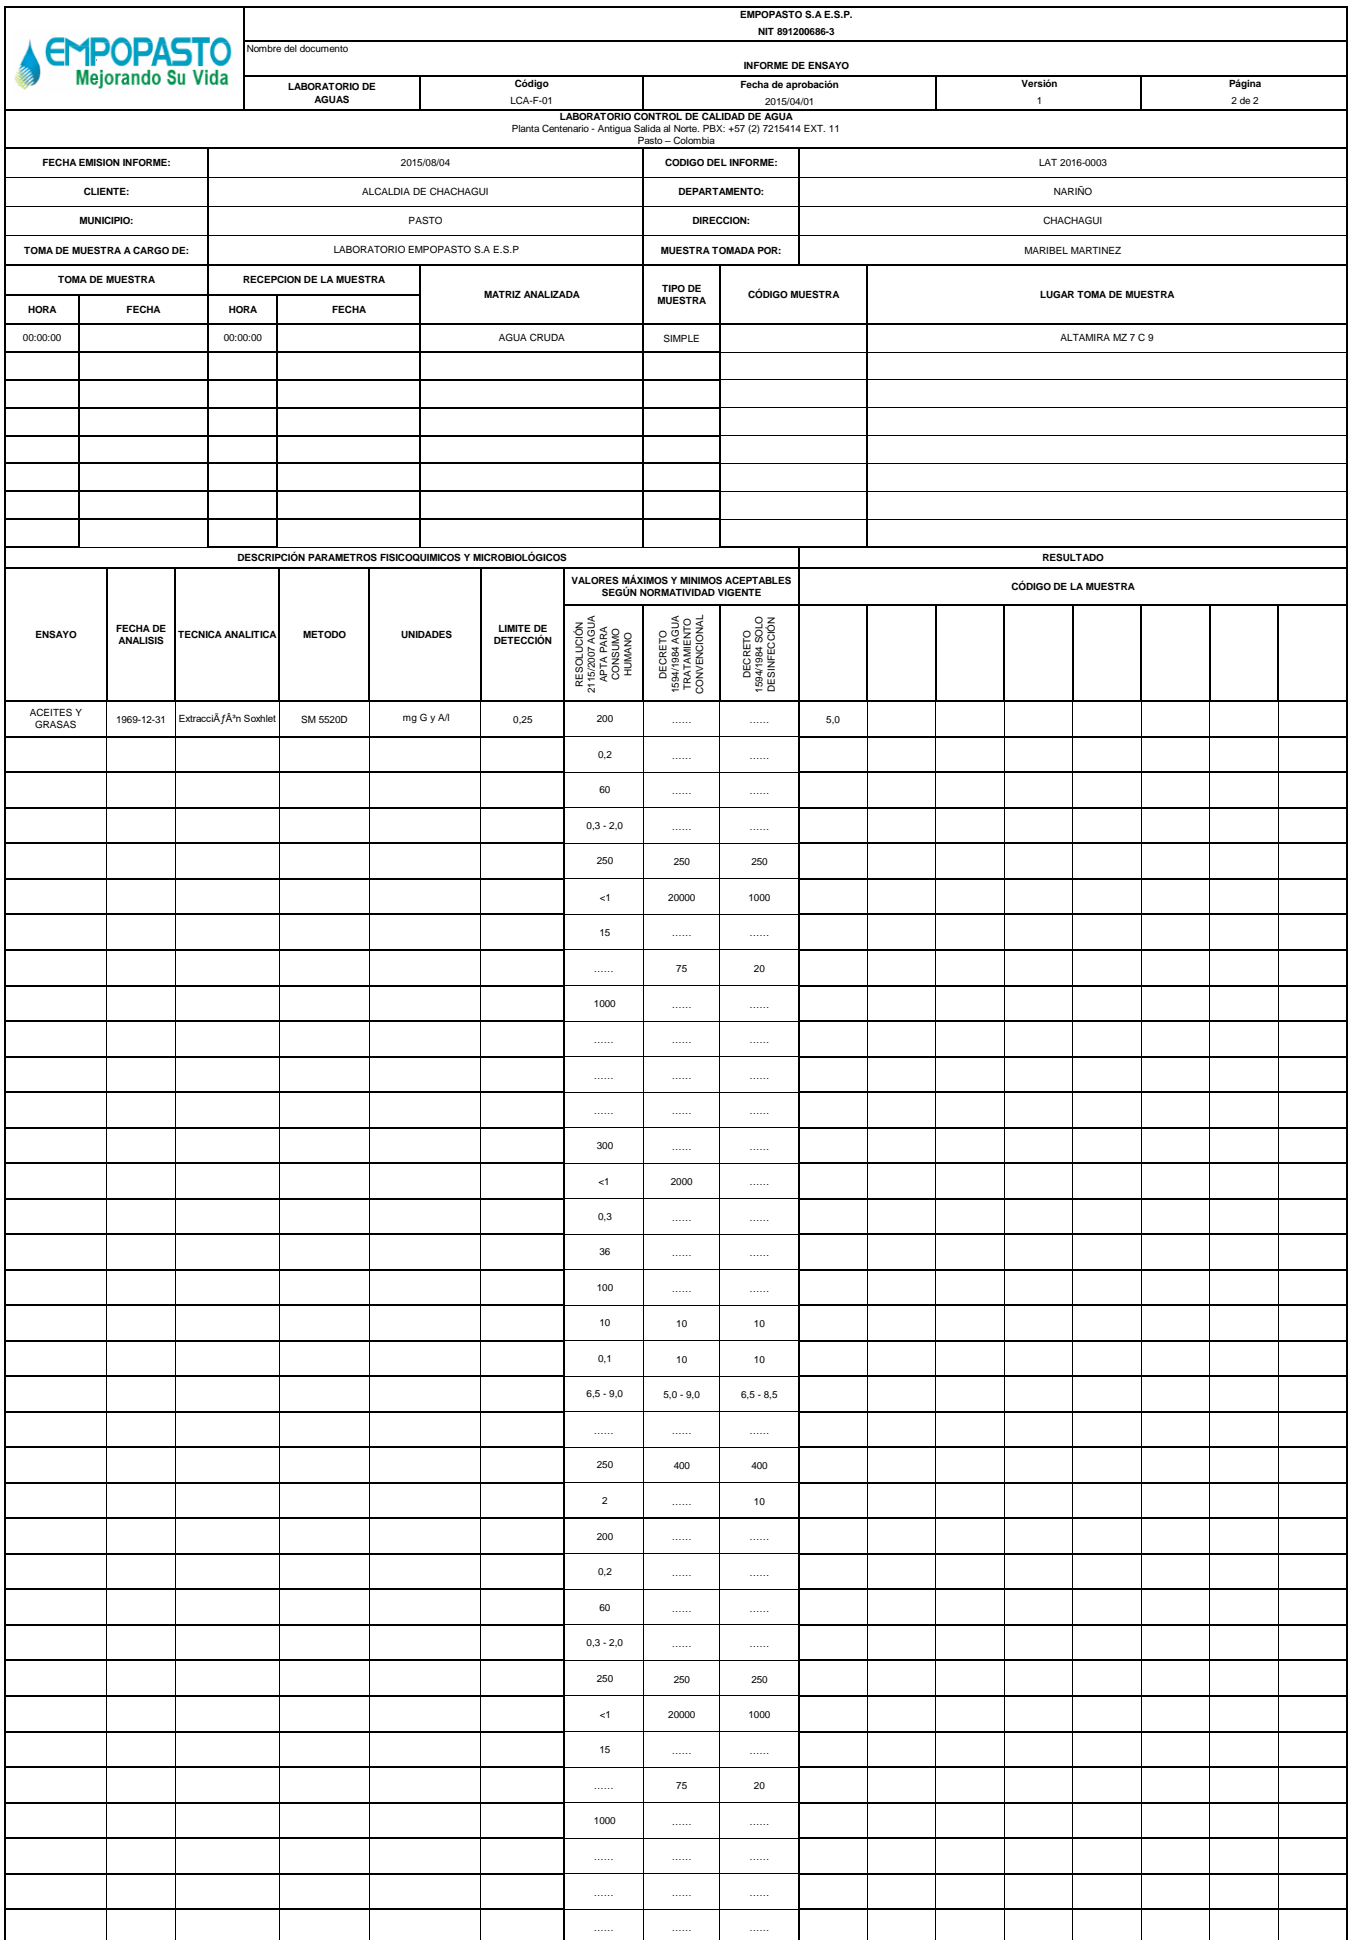 EMPOPASTO
Mejorando Su Vida
EMPOPASTO S.A E.S.P.
NIT 891200686-3
Nombre del documento
INFORME DE ENSAYO
LABORATORIO DE AGUAS
Código
LCA-F-01
Fecha de aprobación
2015/04/01
Versión
1
Página
2 de 2
LABORATORIO CONTROL DE CALIDAD DE AGUA
Planta Centenario - Antigua Salida al Norte. PBX: +57 (2) 7215414 EXT. 11
Pasto – Colombia
FECHA EMISION INFORME: 2015/08/04 CODIGO DEL INFORME: LAT 2016-0003
CLIENTE: ALCALDIA DE CHACHAGUI DEPARTAMENTO: NARIÑO
MUNICIPIO: PASTO DIRECCION: CHACHAGUI
TOMA DE MUESTRA A CARGO DE: LABORATORIO EMPOPASTO S.A E.S.P MUESTRA TOMADA POR: MARIBEL MARTINEZ
TOMA DE MUESTRA RECEPCION DE LA MUESTRA MATRIZ ANALIZADA TIPO DE MUESTRA CÓDIGO MUESTRA LUGAR TOMA DE MUESTRA
HORA FECHA HORA FECHA
00:00:00 00:00:00 AGUA CRUDA SIMPLE ALTAMIRA MZ 7 C 9
DESCRIPCIÓN PARAMETROS FISICOQUIMICOS Y MICROBIOLÓGICOS RESULTADO
ENSAYO FECHA DE ANALISIS TECNICA ANALITICA METODO UNIDADES LIMITE DE DETECCIÓN VALORES MÁXIMOS Y MINIMOS ACEPTABLES SEGÚN NORMATIVIDAD VIGENTE CÓDIGO DE LA MUESTRA
RESOLUCIÓN 2115/2007 AGUA APTA PARA CONSUMO HUMANO
DECRETO 1594/1984 AGUA TRATAMIENTO CONVENCIONAL
DECRETO 1594/1984 SOLO DESINFECCIÓN
ACEITES Y GRASAS 1969-12-31 ExtracciÃƒÂ³n Soxhlet SM 5520D mg G y A/l 0,25 200 ...... ...... 5,0
0,2 ...... ......
60 ...... ......
0,3 - 2,0 ...... ......
250 250 250
<1 20000 1000
15 ...... ......
...... 75 20
1000 ...... ......
...... ...... ......
...... ...... ......
...... ...... ......
300 ...... ......
<1 2000 ......
0,3 ...... ......
36 ...... ......
100 ...... ......
10 10 10
0,1 10 10
6,5 - 9,0 5,0 - 9,0 6,5 - 8,5
...... ...... ......
250 400 400
2 ...... 10
200 ...... ......
0,2 ...... ......
60 ...... ......
0,3 - 2,0 ...... ......
250 250 250
<1 20000 1000
15 ...... ......
...... 75 20
1000 ...... ......
...... ...... ......
...... ...... ......
...... ...... ......